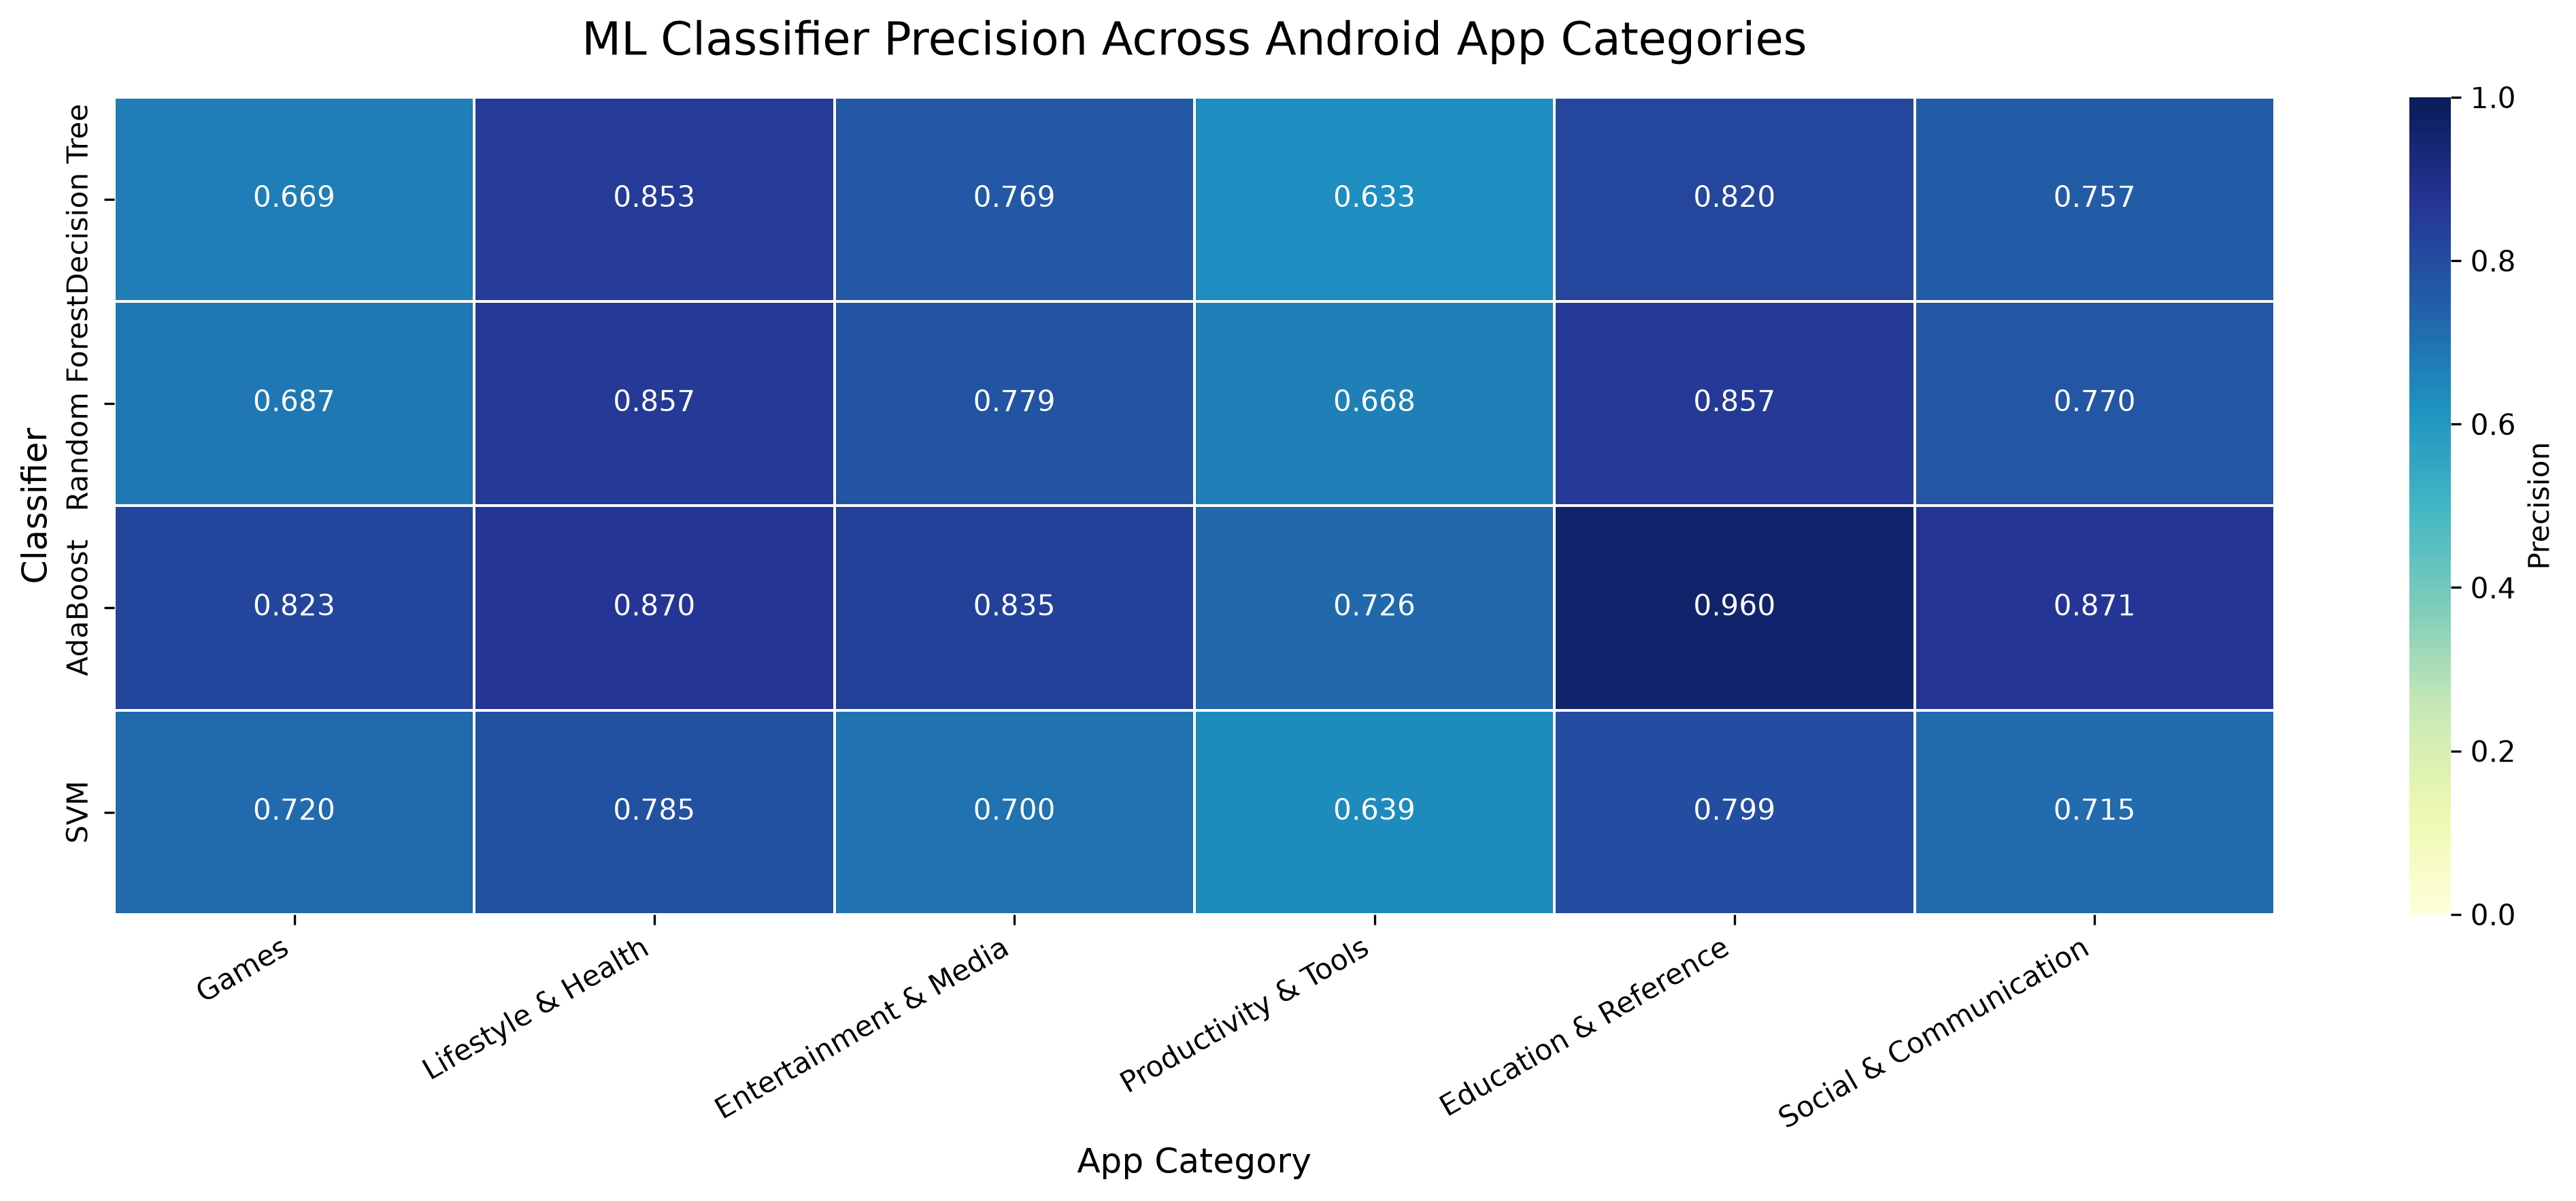 ML Classifier Precision Across Android App Categories
Classifier
Decision Tree
0.669 0.853 0.769 0.633 0.820 0.757
Random Forest
0.687 0.857 0.779 0.668 0.857 0.770
AdaBoost
0.823 0.870 0.835 0.726 0.960 0.871
SVM
0.720 0.785 0.700 0.639 0.799 0.715
Games
Lifestyle & Health
Entertainment & Media
Productivity & Tools
Education & Reference
Social & Communication
App Category
1.0
0.8
0.6
0.4
0.2
0.0
Precision